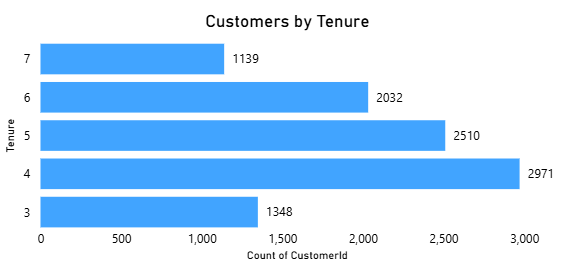 Customers by Tenure
7 1139
6 2032
5 2510
4 2971
3 1348
0 500 1,000 1,500 2,000 2,500 3,000
Count of CustomerId
Tenure